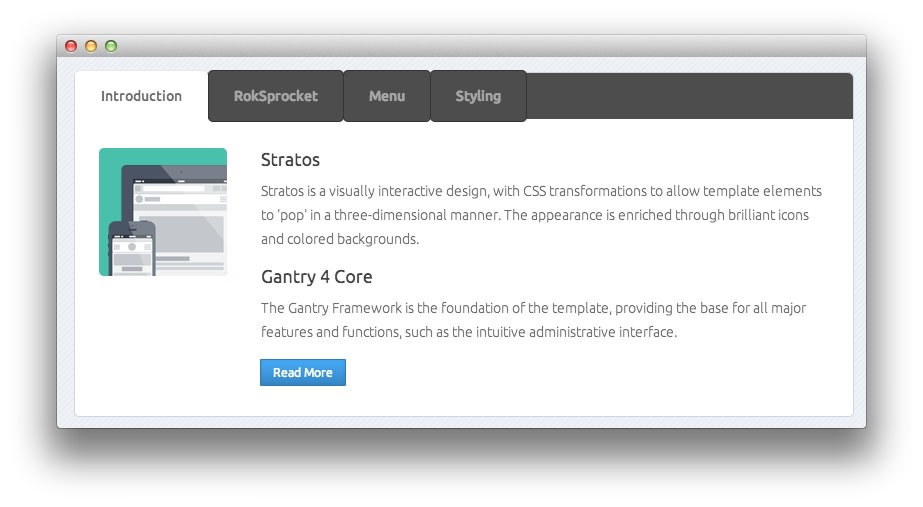 Introduction RokSprocket Menu Styling
Stratos
Stratos is a visually interactive design, with CSS transformations to allow template elements
to 'pop' in a three-dimensional manner. The appearance is enriched through brilliant icons
and colored backgrounds.
Gantry 4 Core
The Gantry Framework is the foundation of the template, providing the base for all major
features and functions, such as the intuitive administrative interface.
Read More